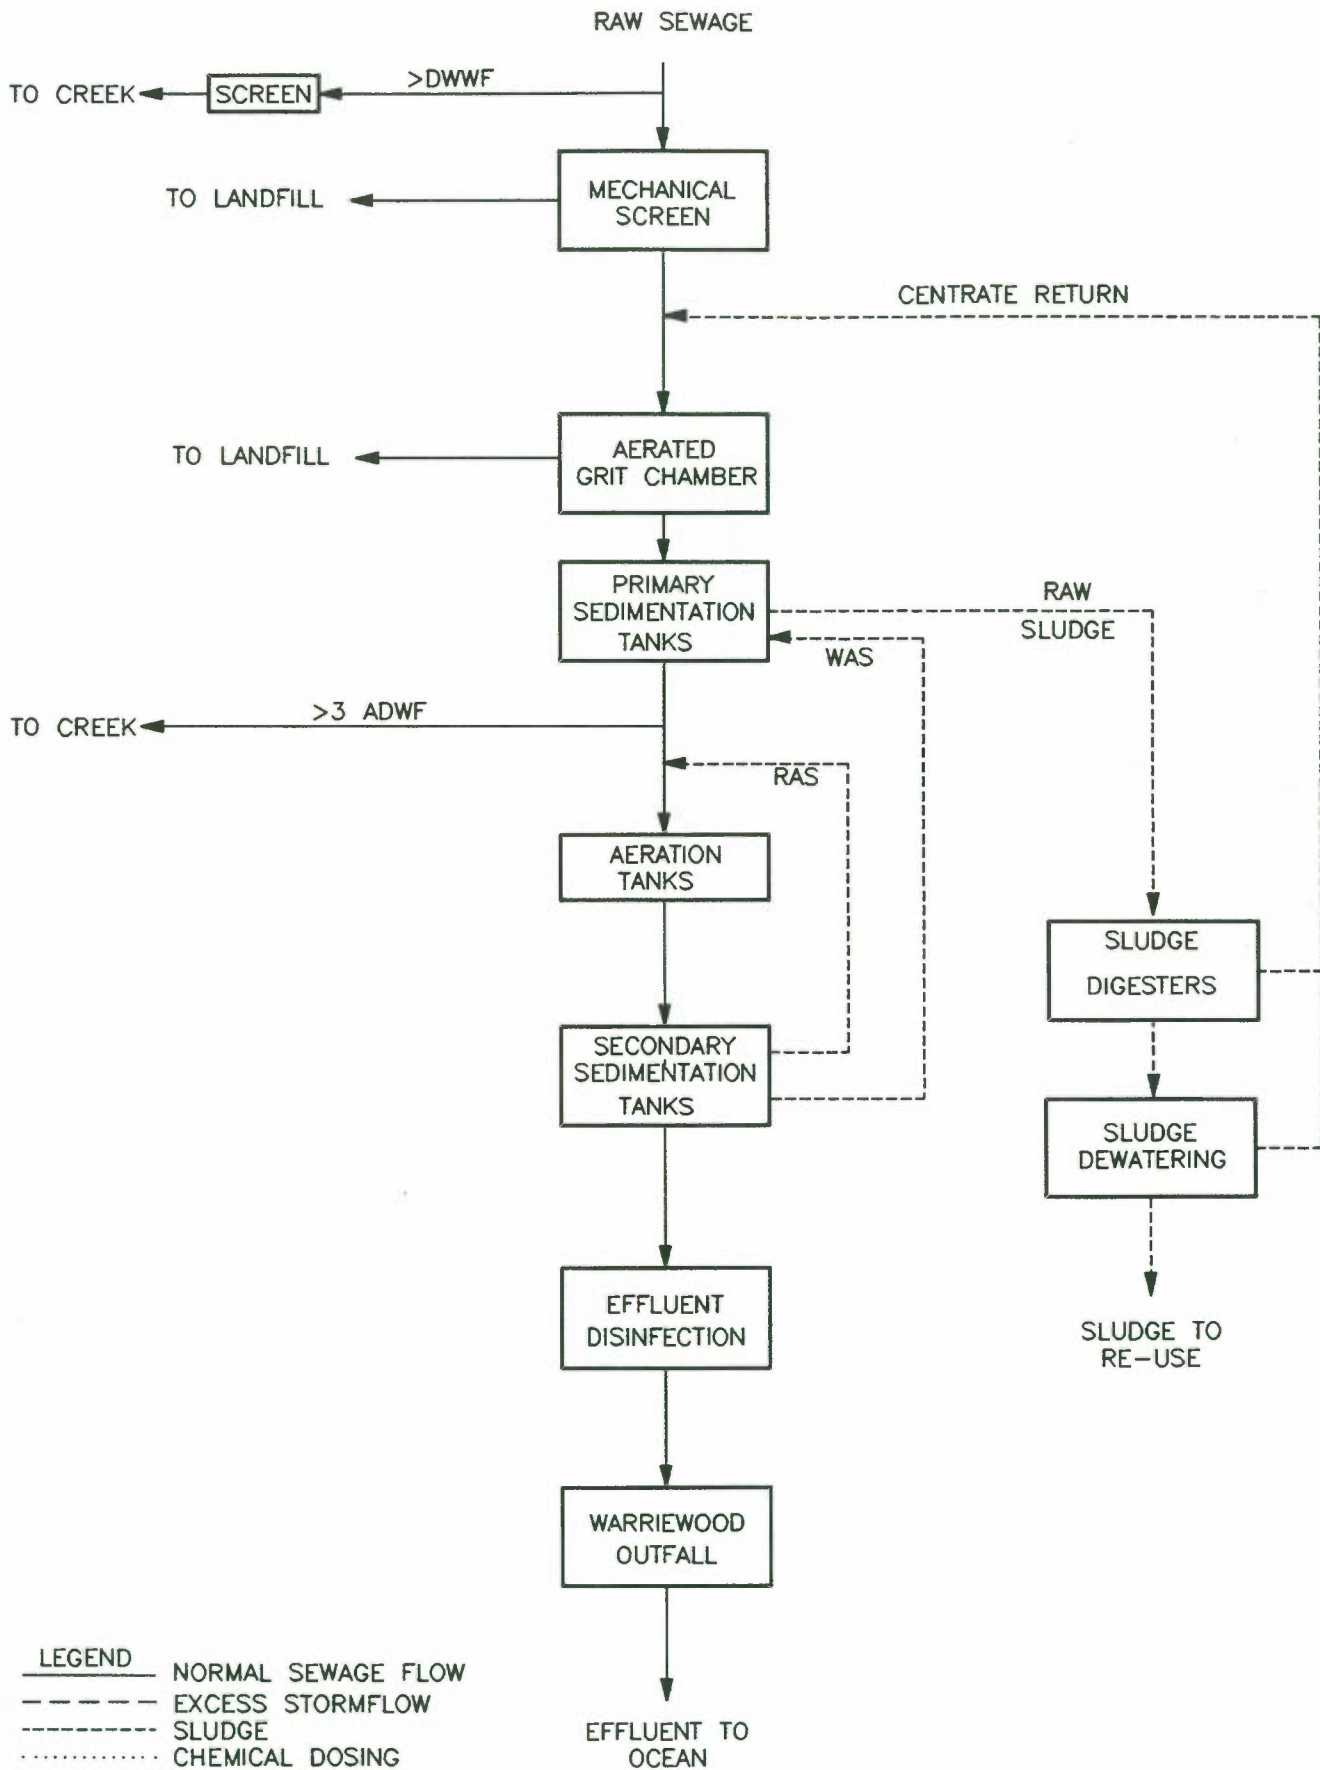 RAW SEWAGE
>DWWF
TO CREEK
SCREEN
MECHANICAL
SCREEN
TO LANDFILL
CENTRATE RETURN
AERATED
GRIT CHAMBER
TO LANDFILL
PRIMARY
SEDIMENTATION
TANKS
RAW
SLUDGE
WAS
>3 ADWF
TO CREEK
RAS
AERATION
TANKS
SLUDGE
DIGESTERS
SECONDARY
SEDIMENTATION
TANKS
SLUDGE
DEWATERING
EFFLUENT
DISINFECTION
SLUDGE TO
RE-USE
WARRIEWOOD
OUTFALL
LEGEND
NORMAL SEWAGE FLOW
EXCESS STORMFLOW
SLUDGE
CHEMICAL DOSING
EFFLUENT TO
OCEAN